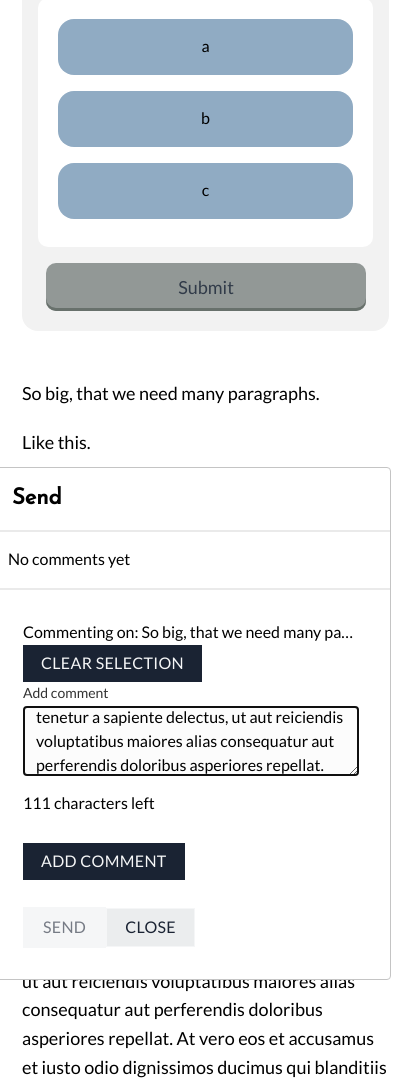 a
b
c
Submit
So big, that we need many paragraphs.
Like this.
Send
No comments yet
Commenting on: So big, that we need many pa...
CLEAR SELECTION
Add comment
tenetur a sapiente delectus, ut aut reiciendis
voluptatibus maiores alias consequatur aut
perferendis doloribus asperiores repellat.
111 characters left
ADD COMMENT
SEND
CLOSE
ut aut reiciendis voluptatibus maiores alias
consequatur aut perferendis doloribus
asperiores repellat. At vero eos et accusamus
et iusto odio dignissimos ducimus qui blanditiis